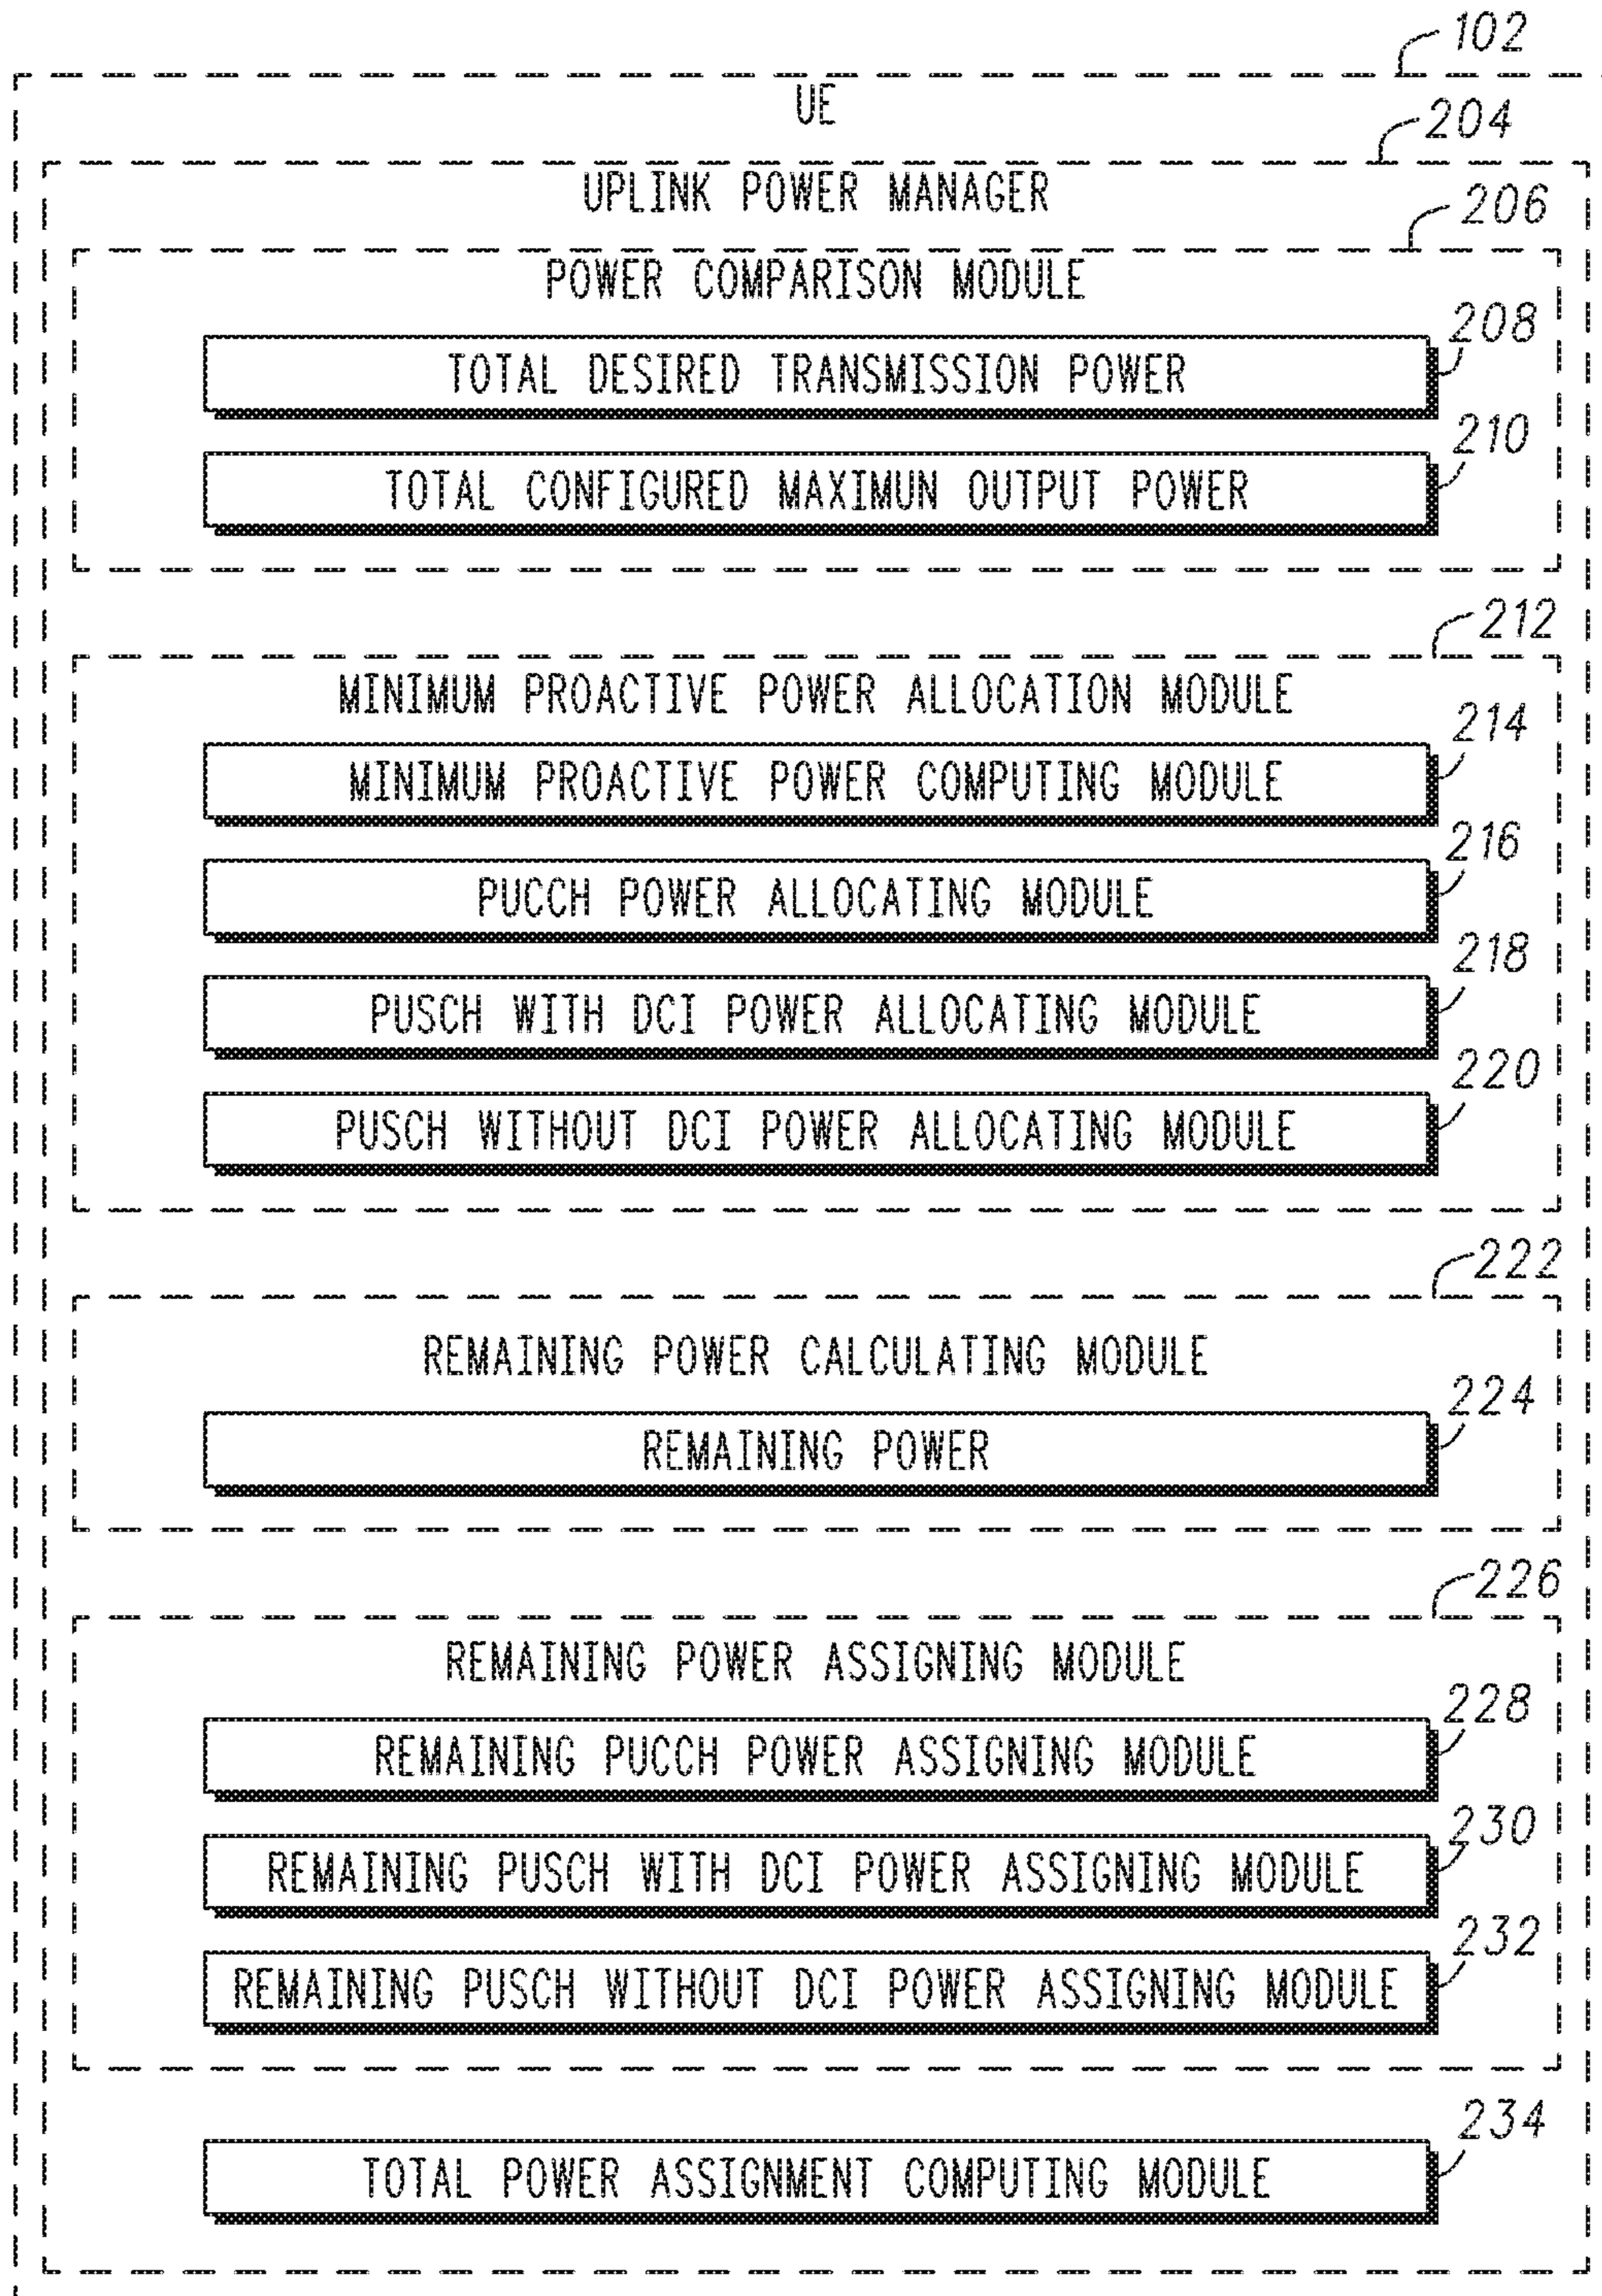 102
UE
204
UPLINK POWER MANAGER
206
POWER COMPARISON MODULE
208
TOTAL DESIRED TRANSMISSION POWER
210
TOTAL CONFIGURED MAXIMUN OUTPUT POWER
212
MINIMUM PROACTIVE POWER ALLOCATION MODULE
214
MINIMUM PROACTIVE POWER COMPUTING MODULE
216
PUCCH POWER ALLOCATING MODULE
218
PUSCH WITH DCI POWER ALLOCATING MODULE
220
PUSCH WITHOUT DCI POWER ALLOCATING MODULE
222
REMAINING POWER CALCULATING MODULE
224
REMAINING POWER
226
REMAINING POWER ASSIGNING MODULE
228
REMAINING PUCCH POWER ASSIGNING MODULE
230
REMAINING PUSCH WITH DCI POWER ASSIGNING MODULE
232
REMAINING PUSCH WITHOUT DCI POWER ASSIGNING MODULE
234
TOTAL POWER ASSIGNMENT COMPUTING MODULE